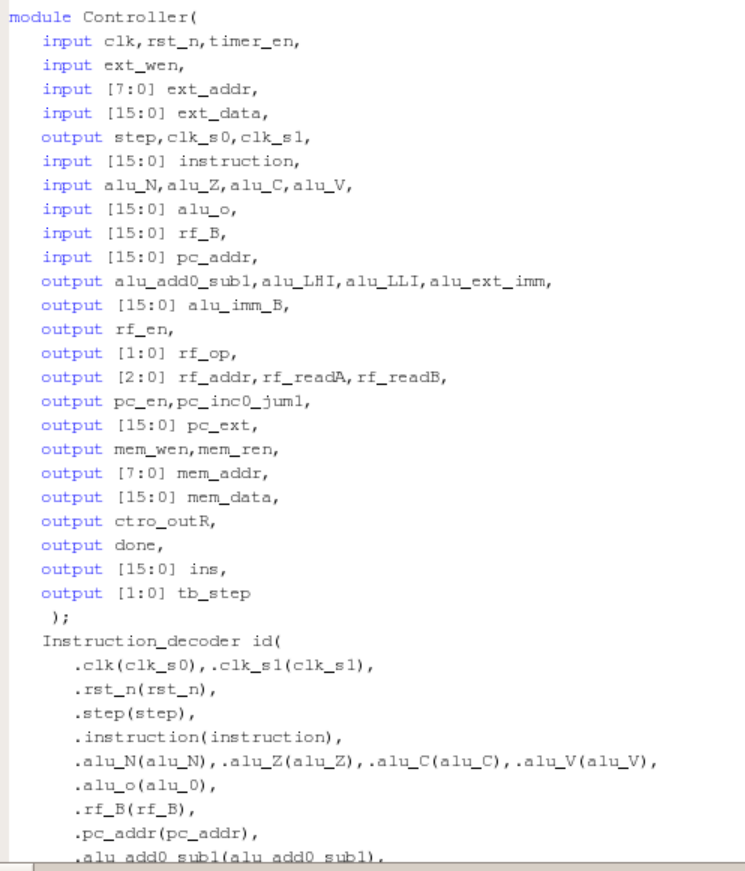 module Controller(
input clk,rst_n,timer_en,
input ext_wen,
input [7:0] ext_addr,
input [15:0] ext_data,
output step,clk_s0,clk_s1,
input [15:0] instruction,
input alu_N,alu_Z,alu_C,alu_V,
input [15:0] alu_o,
input [15:0] rf_B,
input [15:0] pc_addr,
output alu_add0_sub1,alu_LHI,alu_LLI,alu_ext_imm,
output [15:0] alu_imm_B,
output rf_en,
output [1:0] rf_op,
output [2:0] rf_addr,rf_readA,rf_readB,
output pc_en,pc_inc0_jum1,
output [15:0] pc_ext,
output mem_wen,mem_ren,
output [7:0] mem_addr,
output [15:0] mem_data,
output ctro_outR,
output done,
output [15:0] ins,
output [1:0] tb_step
);
Instruction_decoder id(
.clk(clk_s0),.clk_s1(clk_s1),
.rst_n(rst_n),
.step(step),
.instruction(instruction),
.alu_N(alu_N),.alu_Z(alu_Z),.alu_C(alu_C),.alu_V(alu_V),
.alu_o(alu_0),
.rf_B(rf_B),
.pc_addr(pc_addr),
.alu_add0_sub1(alu_add0_sub1),